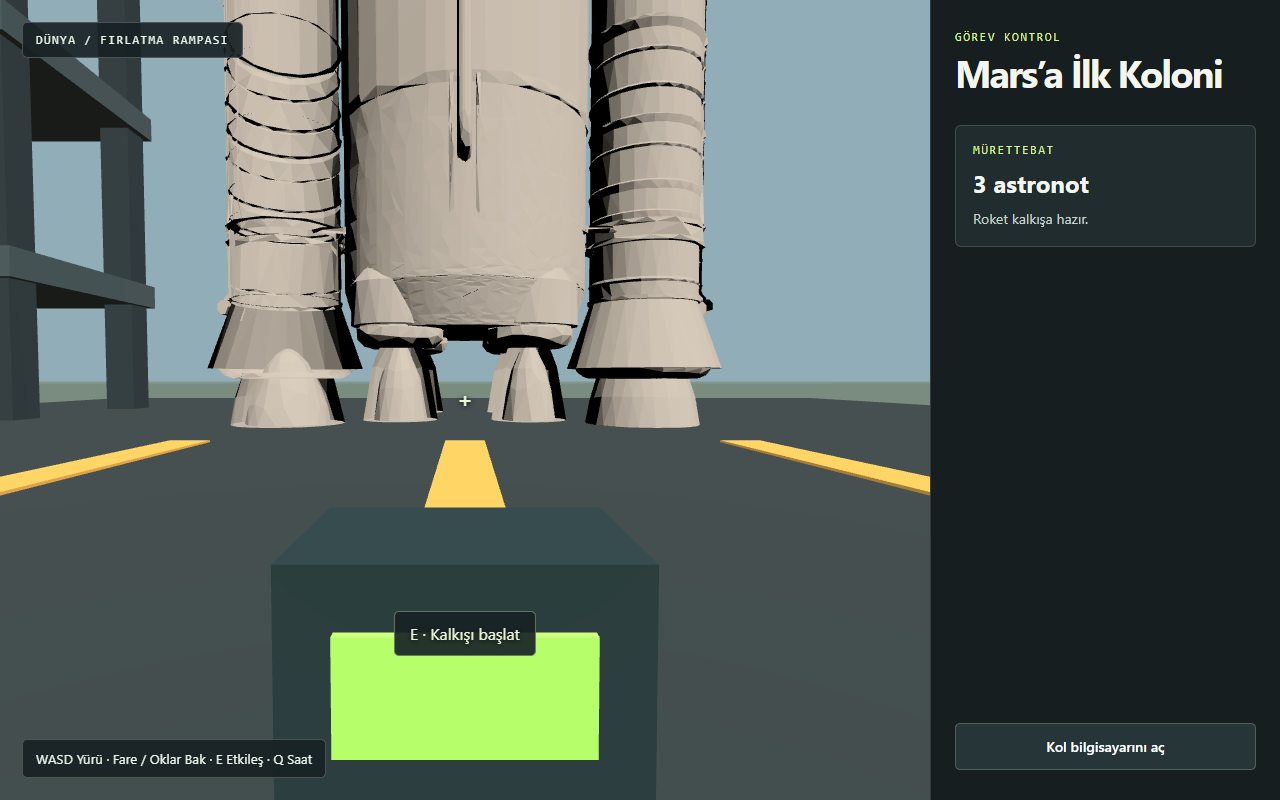 DÜNYA / FIRLATMA RAMPASI
+
E · Kalkışı başlat
WASD Yürü · Fare / Oklar Bak · E Etkileş · Q Saat
GÖREV KONTROL
Mars’a İlk Koloni
MÜRETTEBAT
3 astronot
Roket kalkışa hazır.
Kol bilgisayarını aç